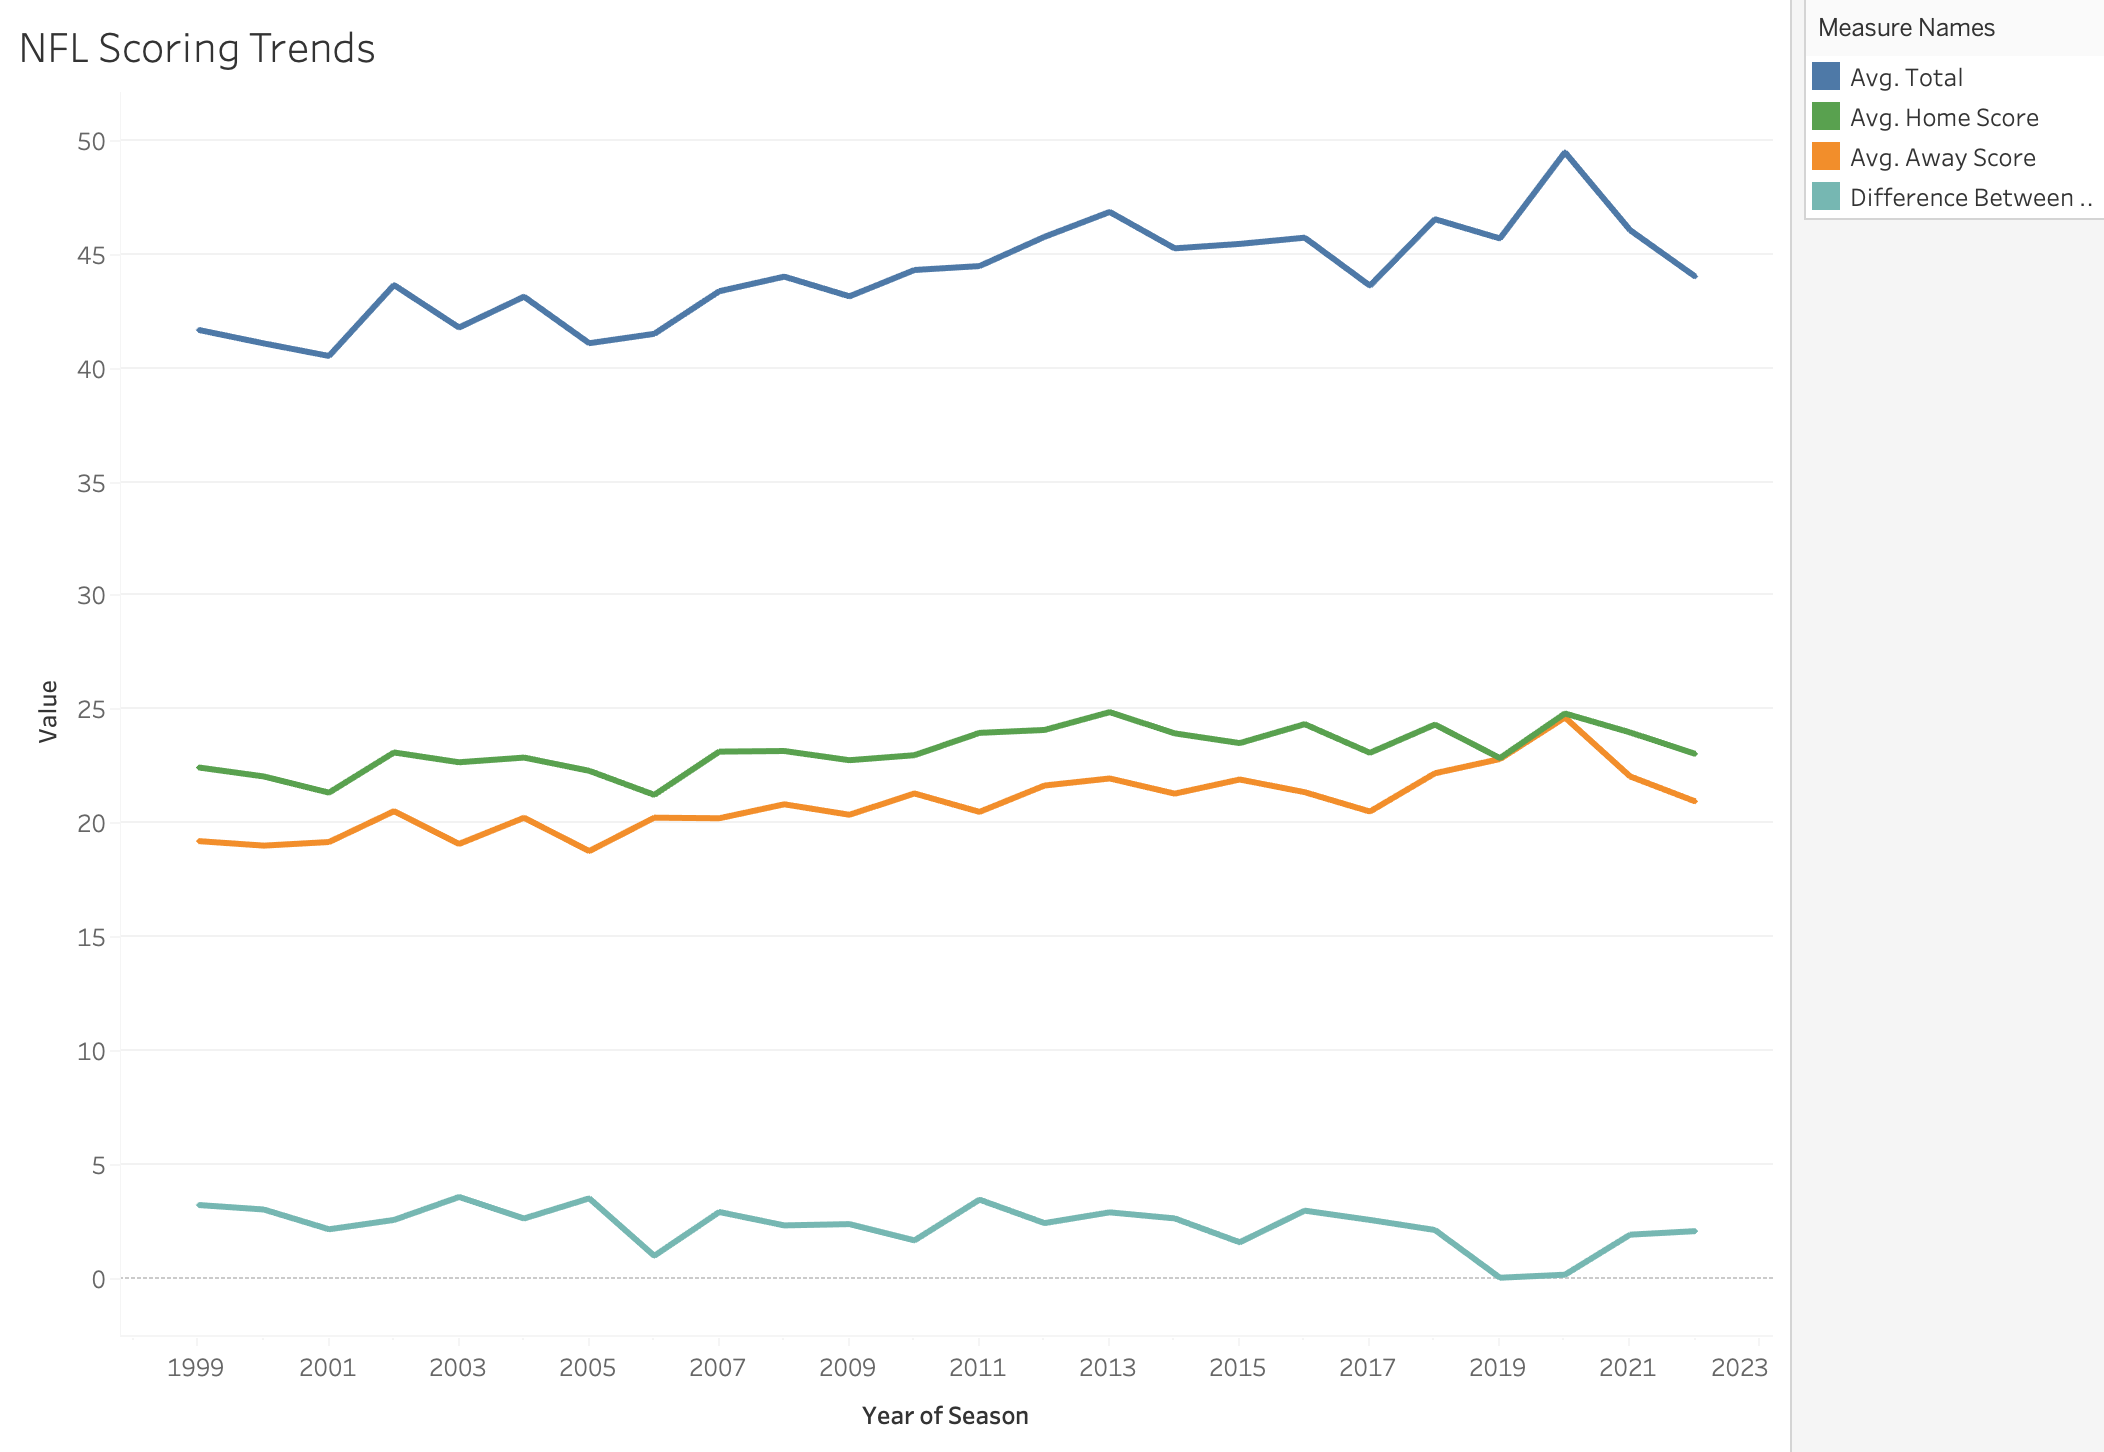 NFL Scoring Trends
Measure Names
Avg. Total
Avg. Home Score
Avg. Away Score
Difference Between ..
50
45
40
35
30
25
20
15
10
5
0
Value
1999 2001 2003 2005 2007 2009 2011 2013 2015 2017 2019 2021 2023
Year of Season